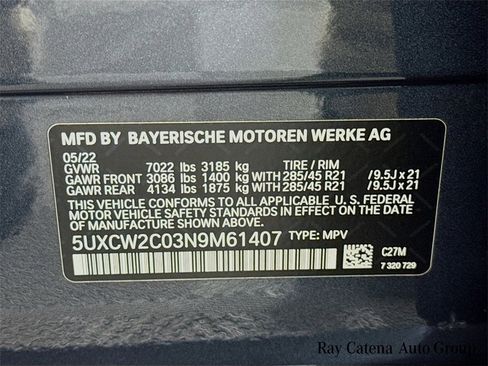 MFD BY BAYERISCHE MOTOREN WERKE AG
05/22
GVWR 7022 lbs 3185 kg TIRE / RIM
GAWR FRONT 3086 lbs 1400 kg WITH 285/45 R21 /9.5J x 21
GAWR REAR 4134 lbs 1875 kg WITH 285/45 R21 /9.5J x 21
THIS VEHICLE CONFORMS TO ALL APPLICABLE U.S.
FEDERAL MOTOR VEHICLE SAFETY
STANDARDS IN EFFECT ON THE DATE OF
MANUFACTURE SHOWN ABOVE.
5UXCW2C03N9M61407 TYPE: MPV
C27M
7 320 729
Ray Catena Auto Group